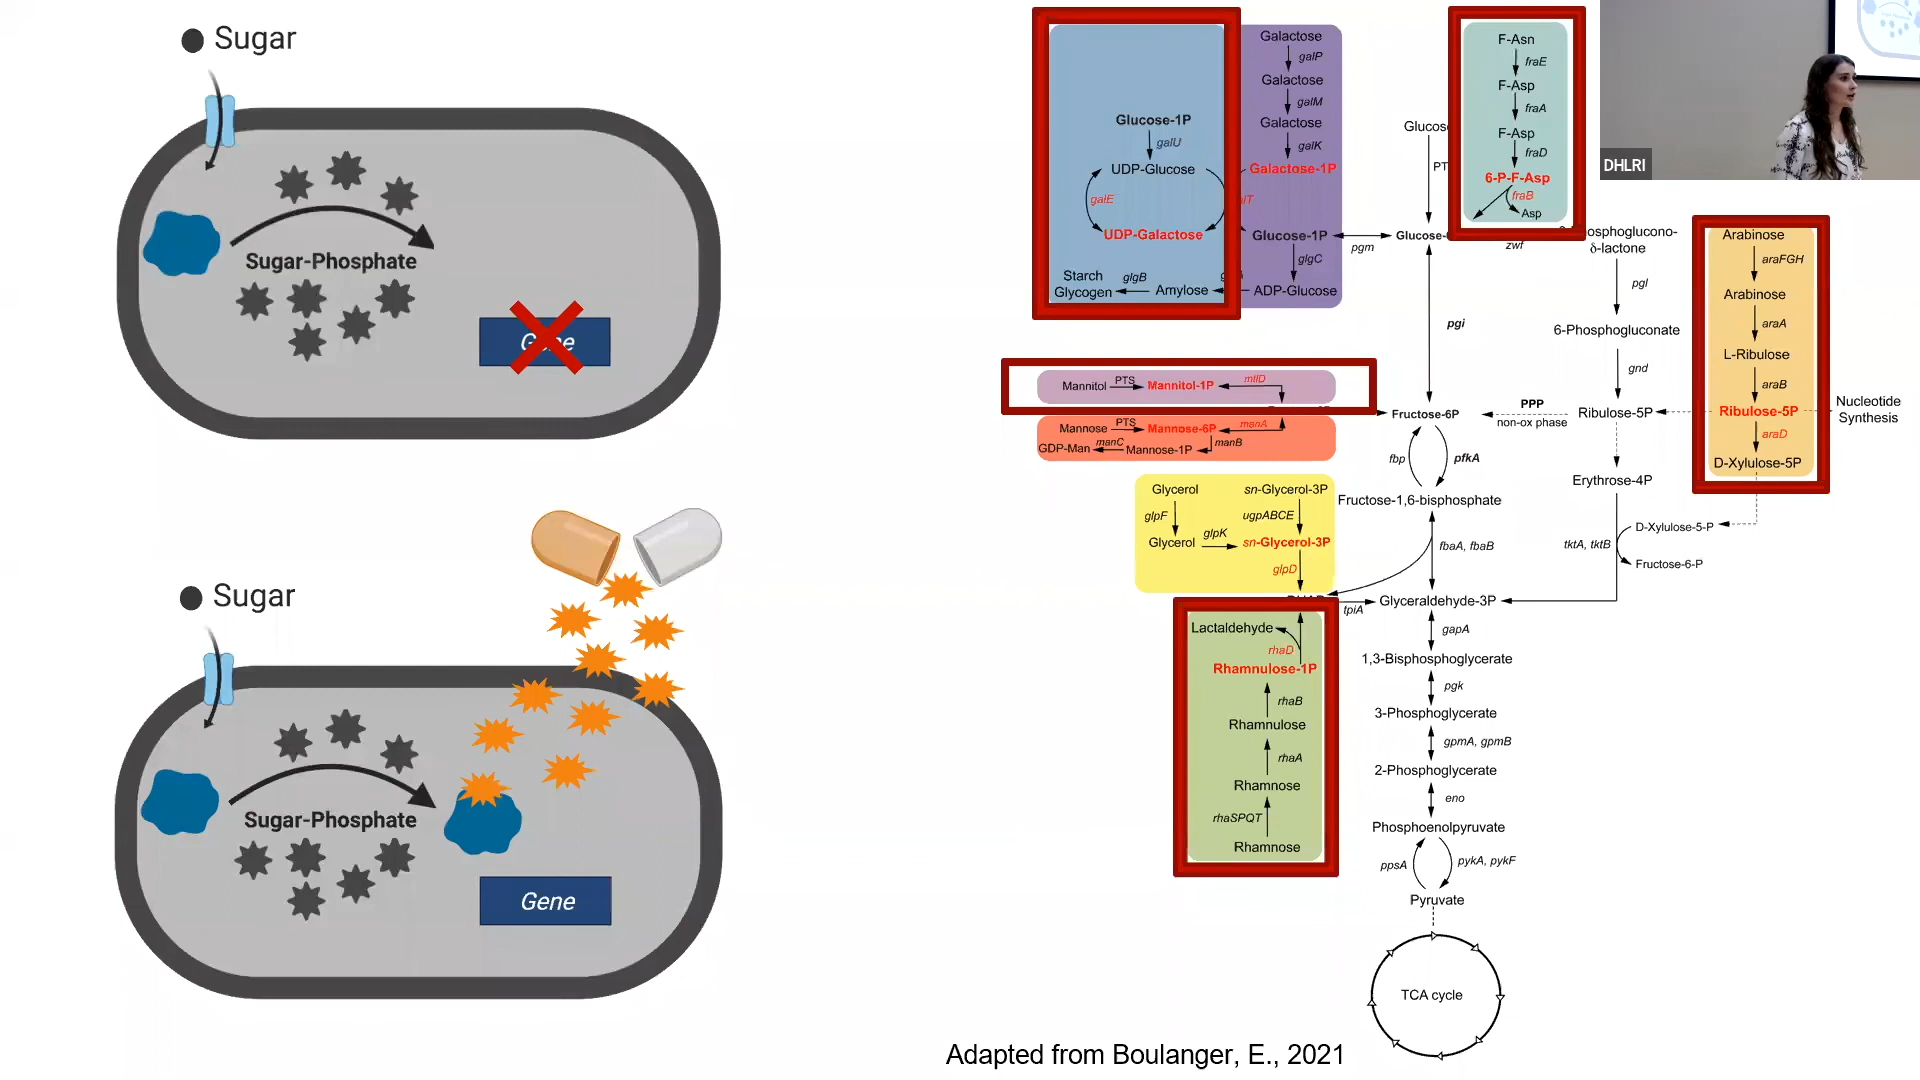 Sugar
Sugar-Phosphate
Gene
Sugar
Sugar-Phosphate
Gene
Glucose-1P
galU
UDP-Glucose
galE
UDP-Galactose
Starch
Glycogen
glgB
Amylose
Galactose
galP
Galactose
galM
Galactose
galK
Galactose-1P
Glucose-1P
glgC
ADP-Glucose
pgm
F-Asn
fraE
F-Asp
fraA
F-Asp
fraD
6-P-F-Asp
fraB
Asp
zwf
δ-lactone
pgl
6-Phosphogluconate
gnd
Ribulose-5P
PPP
non-ox phase
Erythrose-4P
tktA, tktB
D-Xylulose-5-P
Fructose-6-P
Arabinose
araFGH
Arabinose
araA
L-Ribulose
araB
Ribulose-5P
araD
D-Xylulose-5P
Nucleotide
Synthesis
DHLRI
pgi
Mannitol
PTS
Mannitol-1P
mtlD
Mannose
PTS
Mannose-6P
manA
GDP-Man
manC
Mannose-1P
manB
Fructose-6P
fbp
pfkA
Fructose-1,6-bisphosphate
fbaA, fbaB
Glycerol
glpF
Glycerol
glpK
sn-Glycerol-3P
ugpABCE
sn-Glycerol-3P
glpD
tpiA
Glyceraldehyde-3P
gapA
1,3-Bisphosphoglycerate
pgk
3-Phosphoglycerate
gpmA, gpmB
2-Phosphoglycerate
eno
Phosphoenolpyruvate
ppsA
pykA, pykF
Pyruvate
TCA cycle
Lactaldehyde
rhaD
Rhamnulose-1P
rhaB
Rhamnulose
rhaA
Rhamnose
rhaSPQT
Rhamnose
Adapted from Boulanger, E., 2021